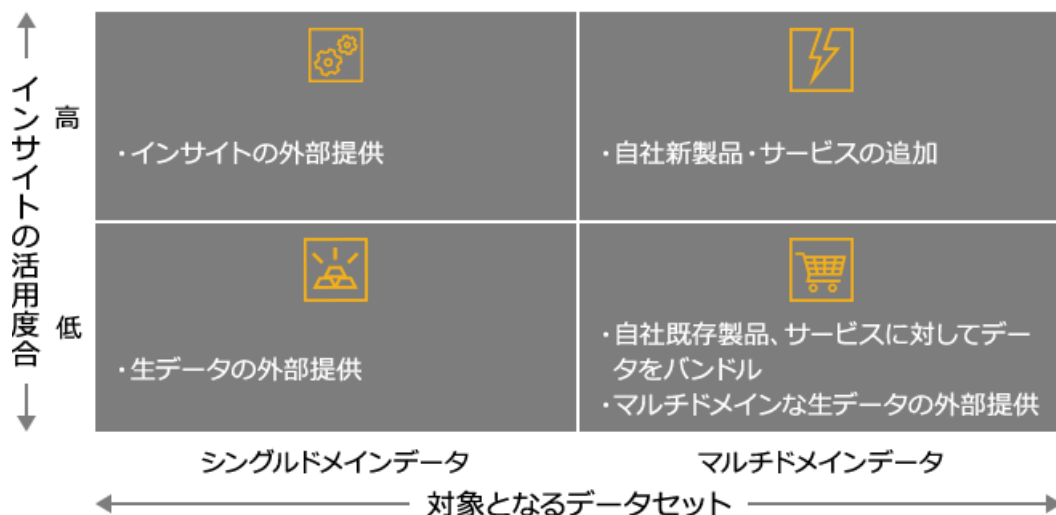 インサイトの活用度合
高
・インサイトの外部提供
・自社新製品・サービスの追加
低
・生データの外部提供
・自社既存製品、サービスに対してデー
タをバンドル
・マルチドメインな生データの外部提供
シングルドメインデータ
マルチドメインデータ
対象となるデータセット